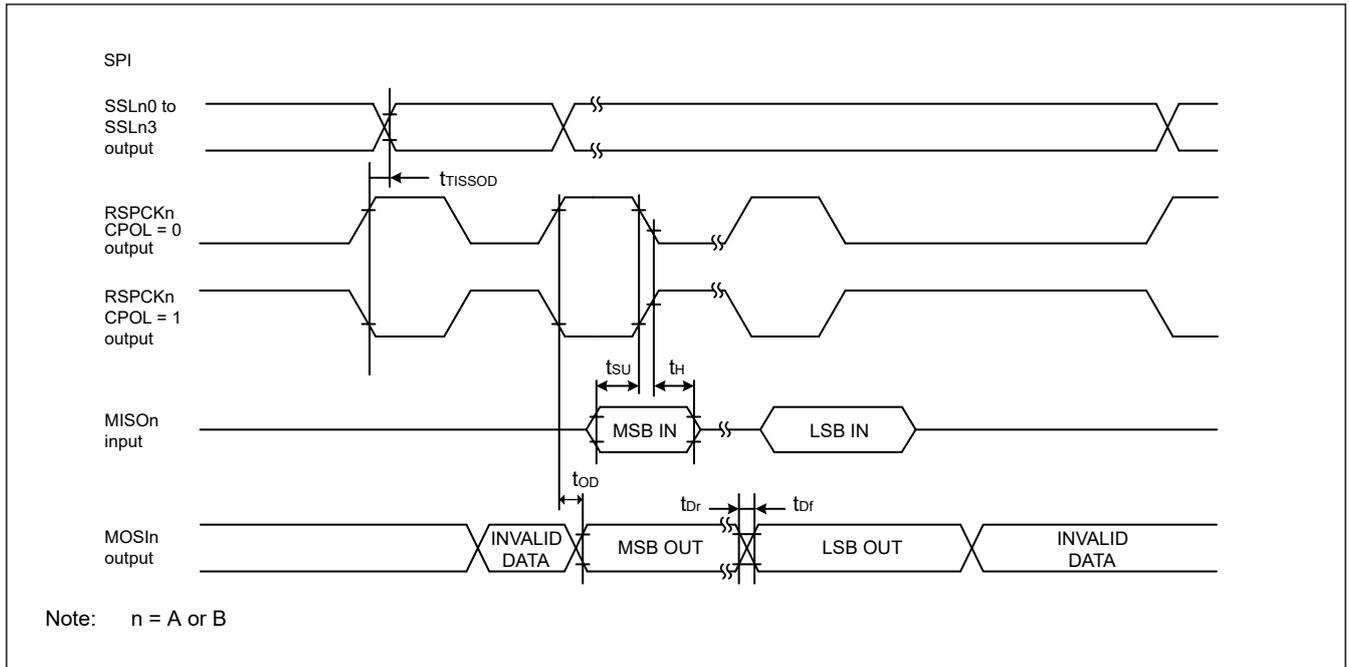 SPI
SSLn0 to
SSLn3
output
tTISSOD
RSPCKn
CPOL = 0
output
RSPCKn
CPOL = 1
output
tSU
tH
MISOn
input
MSB IN
LSB IN
tOD
tDr
tDf
MOSIn
output
INVALID
DATA
MSB OUT
LSB OUT
INVALID
DATA
Note: n = A or B